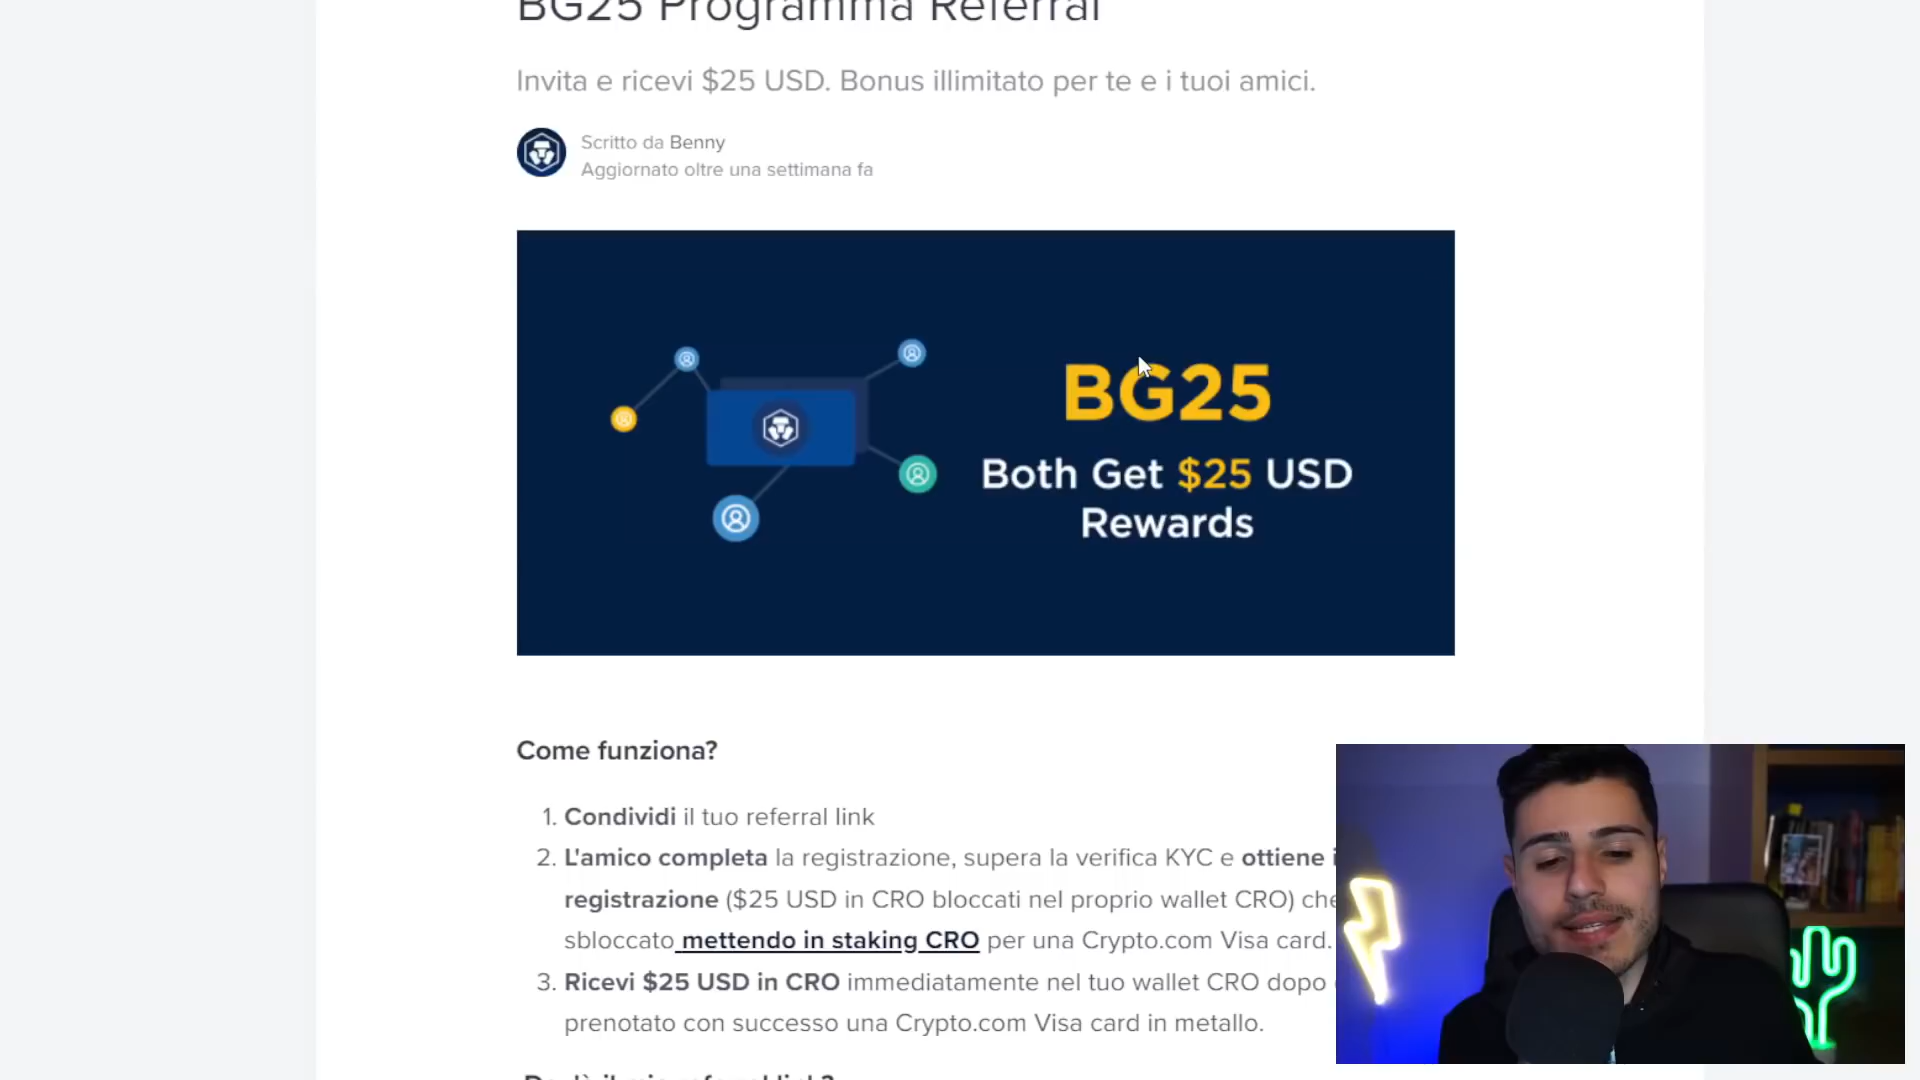 BG25 Programma Referral
Invita e ricevi $25 USD. Bonus illimitato per te e i tuoi amici.
Scritto da Benny
Aggiornato oltre una settimana fa
BG25
Both Get $25 USD
Rewards
Come funziona?
1. Condividi il tuo referral link
2. L'amico completa la registrazione, supera la verifica KYC e ottiene
registrazione ($25 USD in CRO bloccati nel proprio wallet CRO) che
sbloccato mettendo in staking CRO per una Crypto.com Visa card.
3. Ricevi $25 USD in CRO immediatamente nel tuo wallet CRO dopo
prenotato con successo una Crypto.com Visa card in metallo.